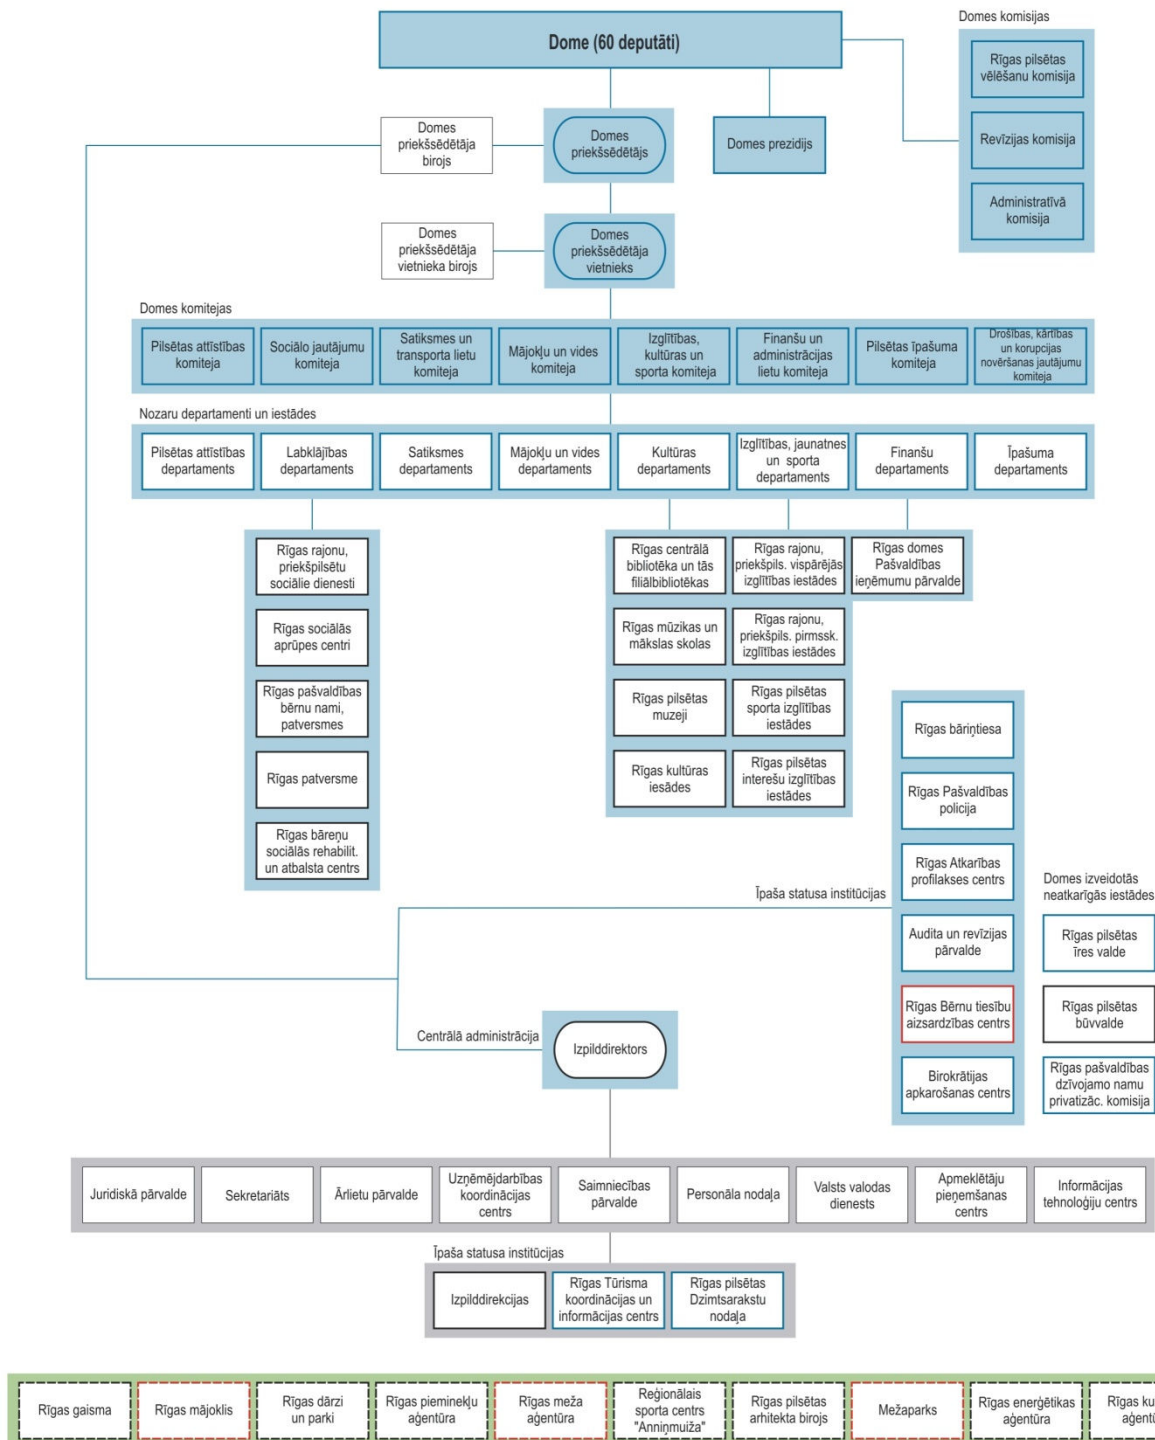 Dome (60 deputāti)
Domes komisijas
Rīgas pilsētas
vēlēšanu komisija
Revīzijas komisija
Administratīvā
komisija
Domes
priekšsēdētāja
birojs
Domes
priekšsēdētājs
Domes prezidijs
Domes
priekšsēdētāja
vietnieka birojs
Domes
priekšsēdētāja
vietnieks
Domes komitejas
Pilsētas attīstības
komiteja
Sociālo jautājumu
komiteja
Satiksmes un
transporta lietu
komiteja
Mājokļu un vides
komiteja
Izglītības,
kultūras un
sporta komiteja
Finanšu un
administrācijas
lietu komiteja
Pilsētas īpašuma
komiteja
Drošības, kārtības
un korupcijas
novēršanas jautājumu
komiteja
Nozaru departamenti un iestādes
Pilsētas attīstības
departaments
Labklājības
departaments
Satiksmes
departaments
Mājokļu un vides
departaments
Kultūras
departaments
Izglītības, jaunatnes
un sporta
departaments
Finanšu
departaments
Īpašuma
departaments
Rīgas rajonu,
priekšpilsētu
sociālie dienesti
Rīgas sociālās
aprūpes centri
Rīgas pašvaldības
bērnu nami,
patversmes
Rīgas patversme
Rīgas bāreņu
sociālās rehabilit.
un atbalsta centrs
Rīgas centrālā
bibliotēka un tās
filiālbibliotēkas
Rīgas mūzikas un
mākslas skolas
Rīgas pilsētas
muzeji
Rīgas kultūras
iesādes
Rīgas rajonu,
priekšpils. vispārējās
izglītības iestādes
Rīgas rajonu,
priekšpils. pirmssk.
izglītības iestādes
Rīgas pilsētas
sporta izglītības
iestādes
Rīgas pilsētas
interešu izglītības
iestādes
Rīgas domes
Pašvaldības
ieņēmumu pārvalde
Īpaša statusa institūcijas
Rīgas bāriņtiesa
Rīgas Pašvaldības
policija
Rīgas Atkarības
profilakses centrs
Audita un revīzijas
pārvalde
Rīgas Bērnu tiesību
aizsardzības centrs
Birokrātijas
apkarošanas centrs
Domes izveidotās
neatkarīgās iestādes
Rīgas pilsētas
īres valde
Rīgas pilsētas
būvvalde
Rīgas pašvaldības
dzīvojamo namu
privatizāc. komisija
Centrālā administrācija
Izpilddirektors
Juridiskā pārvalde
Sekretariāts
Ārlietu pārvalde
Uzņēmējdarbības
koordinācijas
centrs
Saimniecības
pārvalde
Personāla nodaļa
Valsts valodas
dienests
Apmeklētāju
pieņemšanas
centrs
Informācijas
tehnoloģiju centrs
Īpaša statusa institūcijas
Izpilddirekcijas
Rīgas Tūrisma
koordinācijas un
informācijas centrs
Rīgas pilsētas
Dzimtsarakstu
nodaļa
Rīgas gaisma
Rīgas mājoklis
Rīgas dārzi
un parki
Rīgas pieminekļu
aģentūra
Rīgas meža
aģentūra
Reģionālais
sporta centrs
"Anniņmuiža"
Rīgas pilsētas
arhitekta birojs
Mežaparks
Rīgas enerģētikas
aģentūra
Rīgas